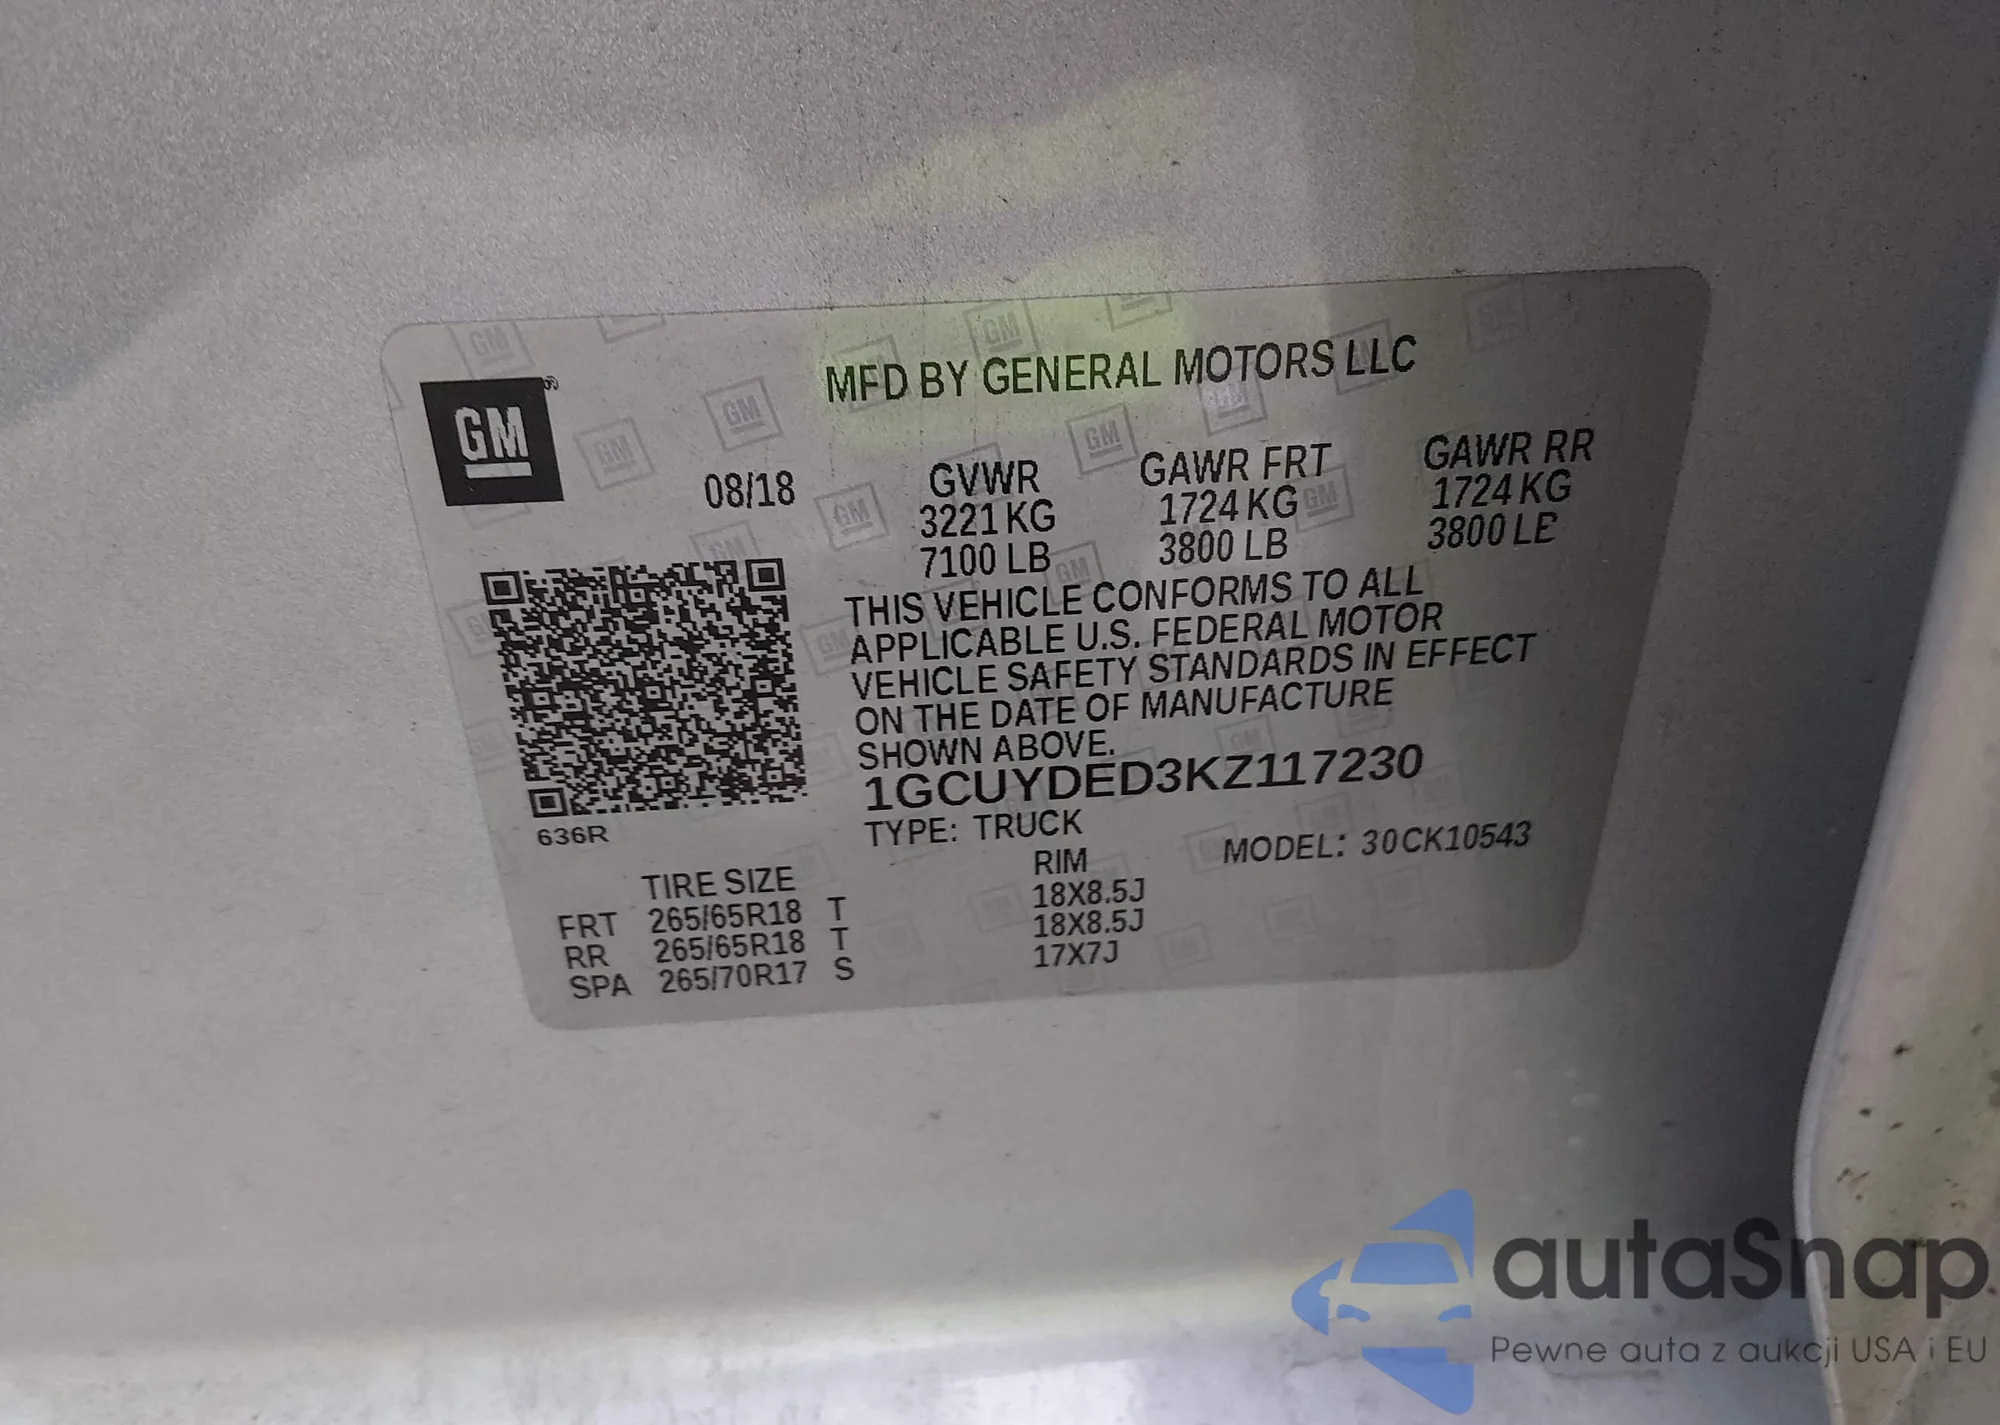 MFD BY GENERAL MOTORS LLC
GM
08/18
GVWR GAWR FRT GAWR RR
3221 KG 1724 KG 1724 KG
7100 LB 3800 LB 3800 LB
THIS VEHICLE CONFORMS TO ALL
APPLICABLE U.S. FEDERAL MOTOR
VEHICLE SAFETY STANDARDS IN EFFECT
ON THE DATE OF MANUFACTURE
SHOWN ABOVE.
1GCUYDED3KZ117230
636R
TYPE: TRUCK MODEL: 30CK10543
TIRE SIZE RIM
FRT 265/65R18 T 18X8.5J
RR 265/65R18 T 18X8.5J
SPA 265/70R17 S 17X7J
autaSnap
Pewne auta z aukcji USA i EU